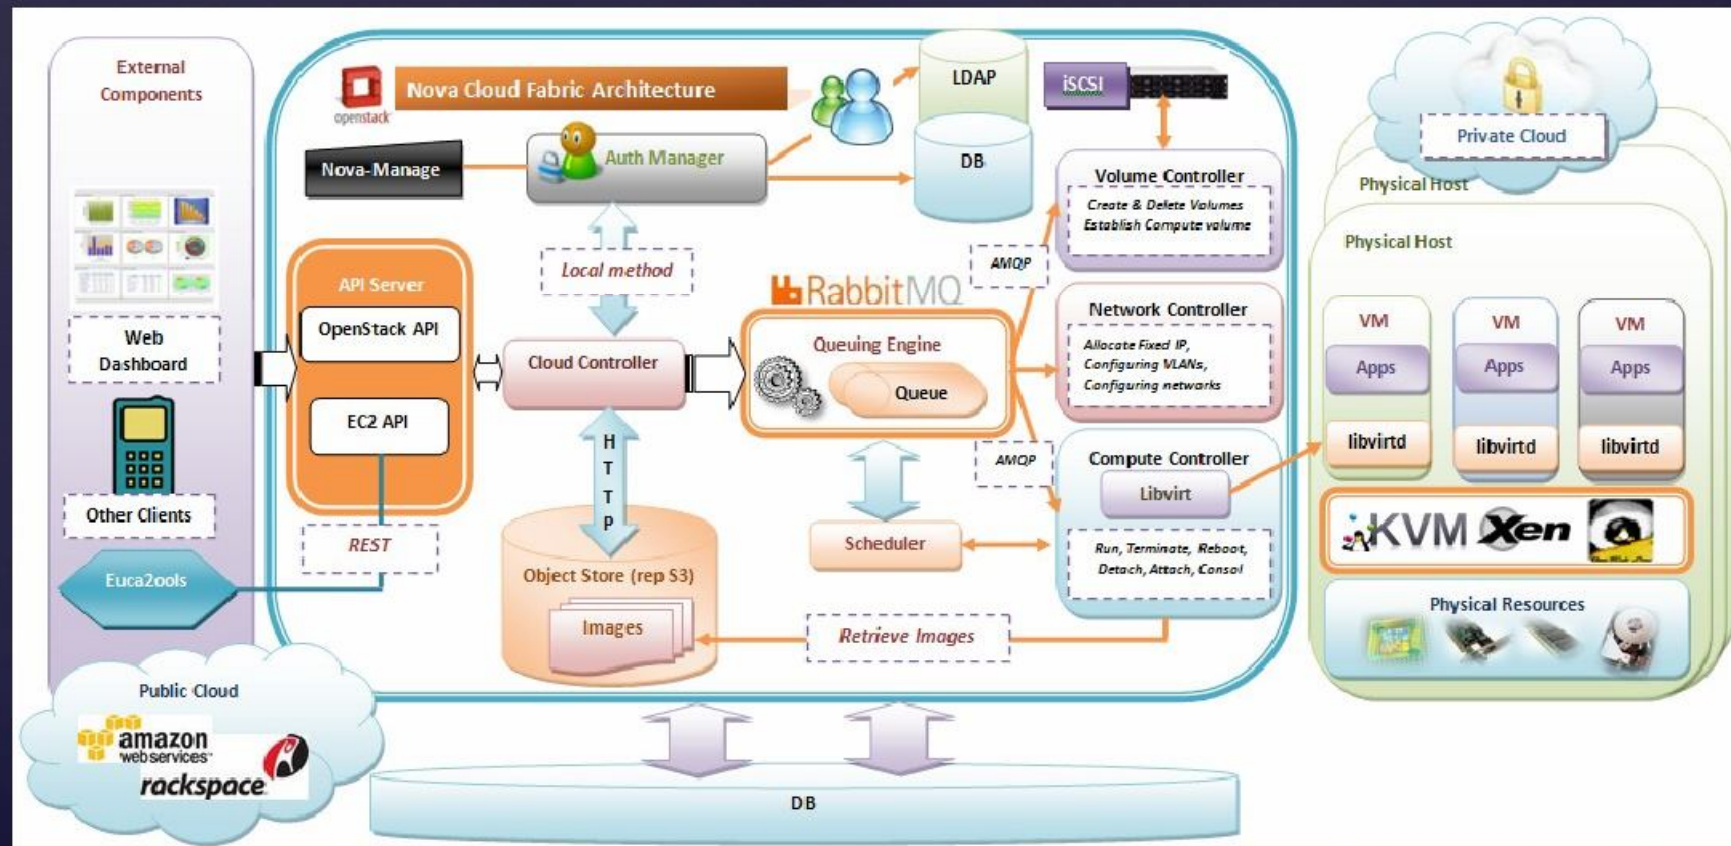 External
Components
Web
Dashboard
Other Clients
Euca2ools
Public Cloud
amazon
webservices™
rackspace
openstack
Nova Cloud Fabric Architecture
Nova-Manage
Auth Manager
LDAP
DB
iSCSI
Local method
API Server
OpenStack API
EC2 API
REST
Cloud Controller
HTTp
Object Store (rep S3)
Images
Retrieve Images
RabbitMQ
Queuing Engine
Queue
Scheduler
AMQP
AMQP
Volume Controller
Create & Delete Volumes
Establish Compute volume
Network Controller
Allocate Fixed IP,
Configuring VLANs,
Configuring networks
Compute Controller
Libvirt
Run, Terminate, Reboot,
Detach, Attach, Consol
Private Cloud
Physical Host
Physical Host
VM
Apps
libvirtd
VM
Apps
libvirtd
VM
Apps
libvirtd
KVM
Xen
Physical Resources
DB